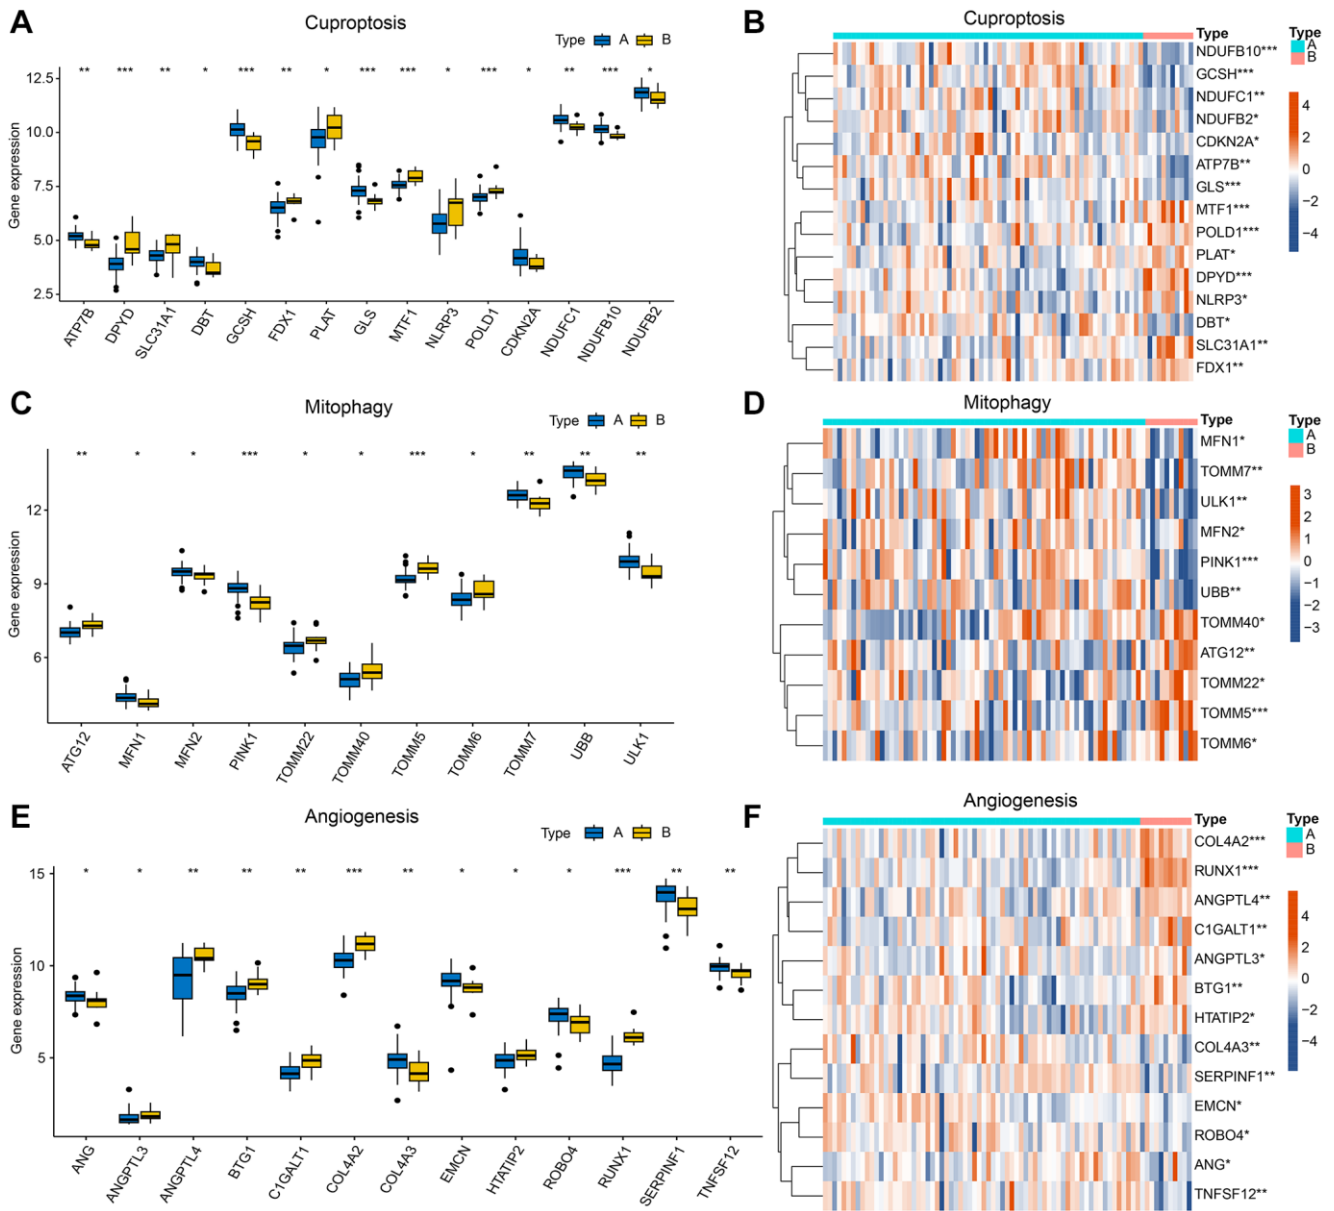 A
Cuproptosis
Type A B
** *** ** * *** ** * *** *** * *** * ** *** *
Gene expression
12.5
10.0
7.5
5.0
2.5
ATP7B
DPYD
SLC31A1
DBT
GCSH
FDX1
PLAT
GLS
MTF1
NLRP3
POLD1
CDKN2A
NDUFC1
NDUFB10
NDUFB2
B
Cuproptosis
Type
NDUFB10***
GCSH***
NDUFC1**
NDUFB2*
CDKN2A*
ATP7B**
GLS***
MTF1***
POLD1***
PLAT*
DPYD***
NLRP3*
DBT*
SLC31A1**
FDX1**
Type
A
B
4
2
0
−2
−4
C
Mitophagy
Type A B
** * * *** * * *** * ** ** **
Gene expression
12
9
6
ATG12
MFN1
MFN2
PINK1
TOMM22
TOMM40
TOMM5
TOMM6
TOMM7
UBB
ULK1
D
Mitophagy
Type
MFN1*
TOMM7**
ULK1**
MFN2*
PINK1***
UBB**
TOMM40*
ATG12**
TOMM22*
TOMM5***
TOMM6*
Type
A
B
3
2
1
0
−1
−2
−3
E
Angiogenesis
Type A B
* * ** ** ** *** ** * * * *** ** **
Gene expression
15
10
5
ANG
ANGPTL3
ANGPTL4
BTG1
C1GALT1
COL4A2
COL4A3
EMCN
HTATIP2
ROBO4
RUNX1
SERPINF1
TNFSF12
F
Angiogenesis
Type
COL4A2***
RUNX1***
ANGPTL4**
C1GALT1**
ANGPTL3*
BTG1**
HTATIP2*
COL4A3**
SERPINF1**
EMCN*
ROBO4*
ANG*
TNFSF12**
Type
A
B
4
2
0
−2
−4